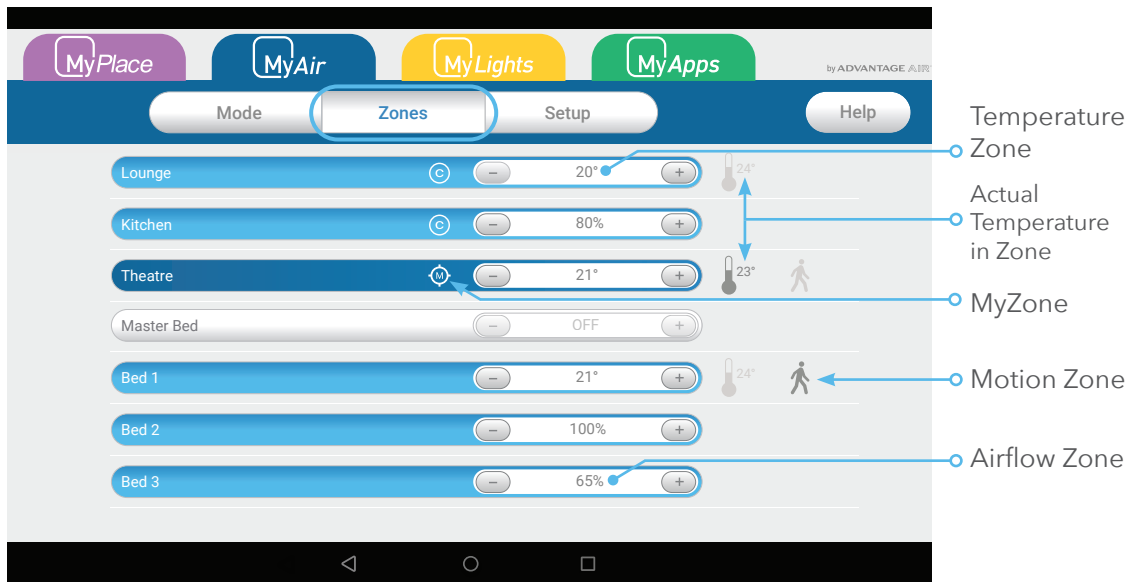 MyPlace
MyAir
MyLights
MyApps
by ADVANTAGE AIR
Mode
Zones
Setup
Help
Temperature
Zone
Lounge C − 20° + 24°
Actual
Temperature
in Zone
Kitchen C − 80% +
Theatre M − 21° + 23°
MyZone
Master Bed − OFF +
Bed 1 − 21° + 24°
Motion Zone
Bed 2 − 100% +
Airflow Zone
Bed 3 − 65% +